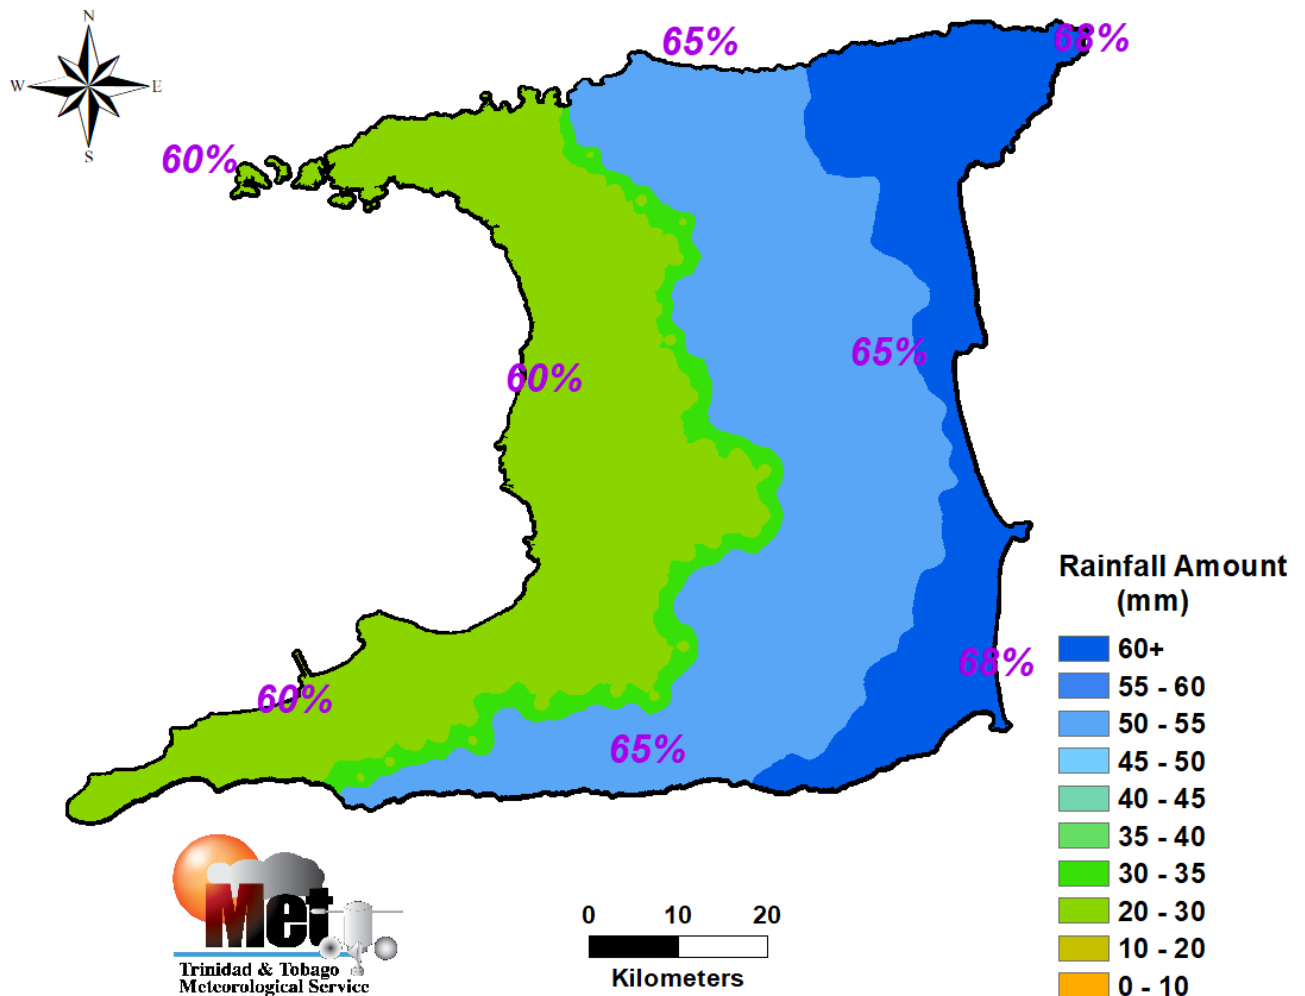 N
W
E
S
65%
68%
60%
65%
60%
68%
60%
65%
Rainfall Amount
(mm)
60+
55 - 60
50 - 55
45 - 50
40 - 45
35 - 40
30 - 35
20 - 30
10 - 20
0 - 10
Met
Trinidad & Tobago
Meteorological Service
0 10 20
Kilometers